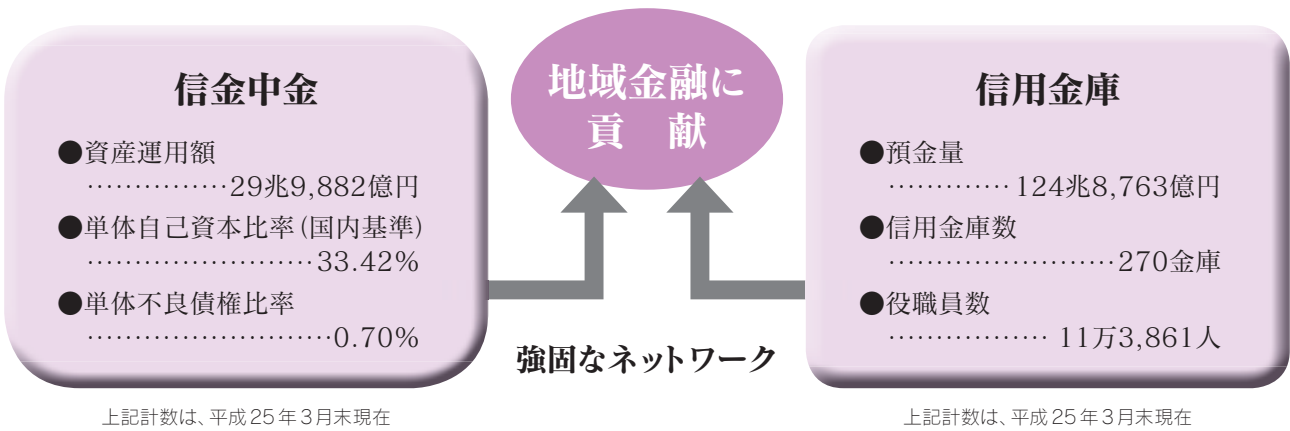 信金中金
●資産運用額
……………29兆9,882億円
●単体自己資本比率(国内基準)
……………………33.42%
●単体不良債権比率
……………………0.70%
上記計数は、平成25年3月末現在
地域金融に
貢 献
強固なネットワーク
信用金庫
●預金量
…………124兆8,763億円
●信用金庫数
……………………270金庫
●役職員数
……………11万3,861人
上記計数は、平成25年3月末現在